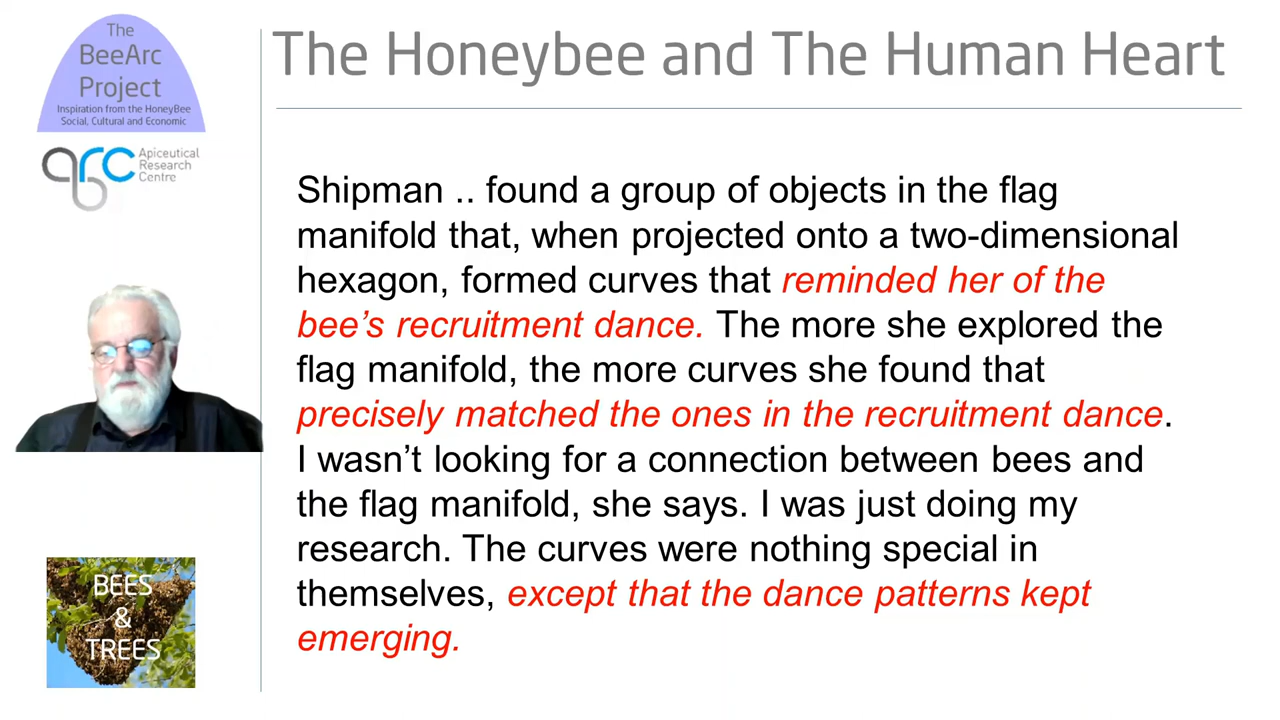 The
BeeArc
Project
Inspiration from the HoneyBee
Social, Cultural and Economic
arc
Apiceutical
Research
Centre
BEES
&
TREES
The Honeybee and The Human Heart
Shipman .. found a group of objects in the flag
manifold that, when projected onto a two-dimensional
hexagon, formed curves that reminded her of the
bee’s recruitment dance. The more she explored the
flag manifold, the more curves she found that
precisely matched the ones in the recruitment dance.
I wasn’t looking for a connection between bees and
the flag manifold, she says. I was just doing my
research. The curves were nothing special in
themselves, except that the dance patterns kept
emerging.